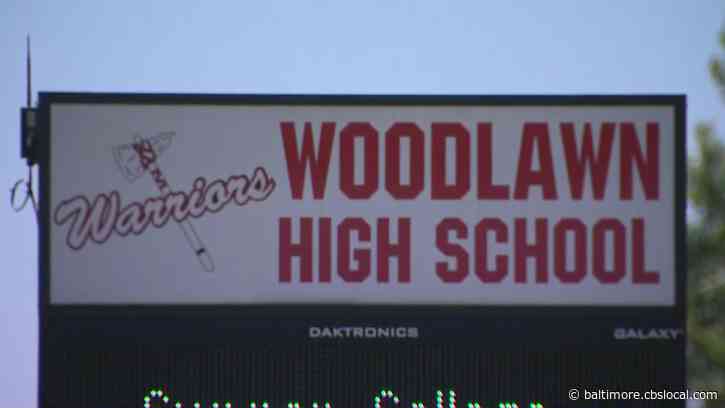 Warriors
WOODLAWN
HIGH SCHOOL
DAKTRONICS
GALAXY
baltimore.cbslocal.com